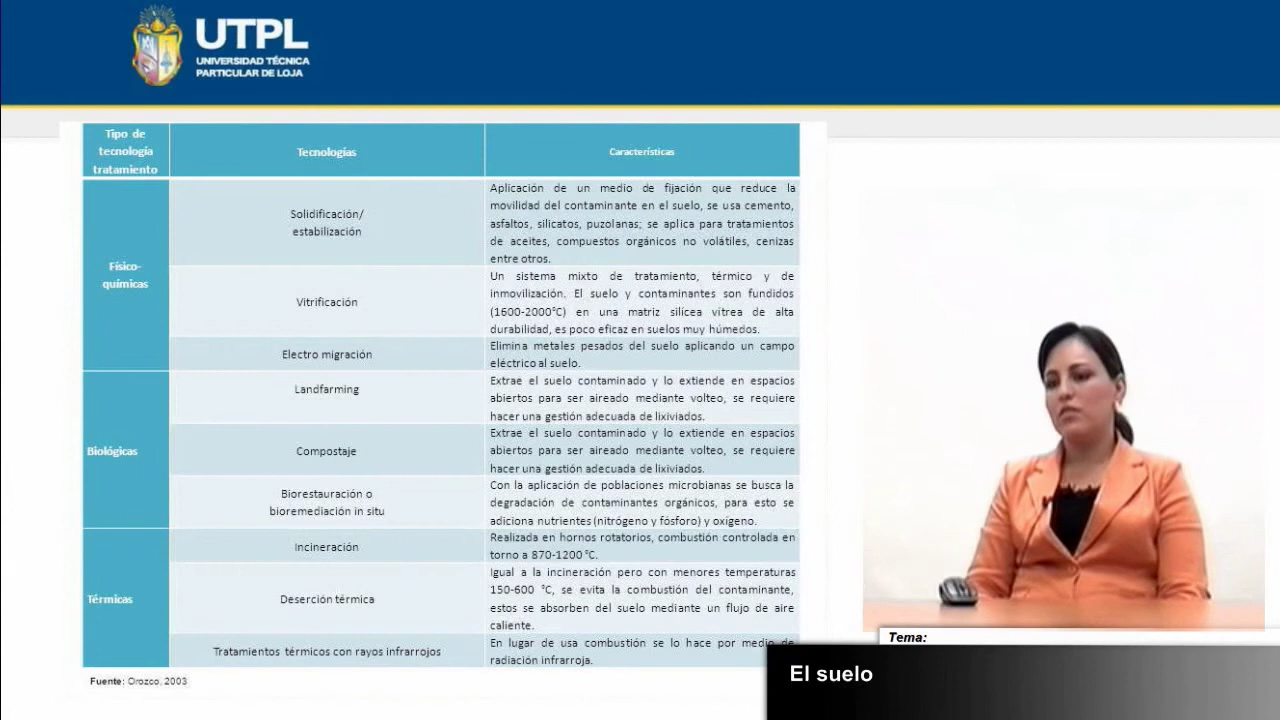 UTPL
UNIVERSIDAD TÉCNICA
PARTICULAR DE LOJA
Tipo de
tecnología
tratamiento
Tecnologías
Características
Físico-
químicas
Solidificación/
estabilización
Aplicación de un medio de fijación que reduce la
movilidad del contaminante en el suelo, se usa cemento,
asfaltos, silicatos, puzolanas; se aplica para tratamientos
de aceites, compuestos orgánicos no volátiles, cenizas
entre otros.
Vitrificación
Un sistema mixto de tratamiento, térmico y de
inmovilización. El suelo y contaminantes son fundidos
(1600-2000°C) en una matriz silícea vítrea de alta
durabilidad, es poco eficaz en suelos muy húmedos.
Electro migración
Elimina metales pesados del suelo aplicando un campo
eléctrico al suelo.
Biológicas
Landfarming
Extrae el suelo contaminado y lo extiende en espacios
abiertos para ser aireado mediante volteo, se requiere
hacer una gestión adecuada de lixiviados.
Compostaje
Extrae el suelo contaminado y lo extiende en espacios
abiertos para ser aireado mediante volteo, se requiere
hacer una gestión adecuada de lixiviados.
Biorestauración o
bioremediación in situ
Con la aplicación de poblaciones microbianas se busca la
degradación de contaminantes orgánicos, para esto se
adiciona nutrientes (nitrógeno y fósforo) y oxígeno.
Térmicas
Incineración
Realizada en hornos rotatorios, combustión controlada en
torno a 870-1200 °C.
Deserción térmica
Igual a la incineración pero con menores temperaturas
150-600 °C, se evita la combustión del contaminante,
estos se absorben del suelo mediante un flujo de aire
caliente.
Tratamientos térmicos con rayos infrarrojos
En lugar de usa combustión se lo hace por medio de
radiación infrarroja.
Fuente: Orozco, 2003
Tema:
El suelo